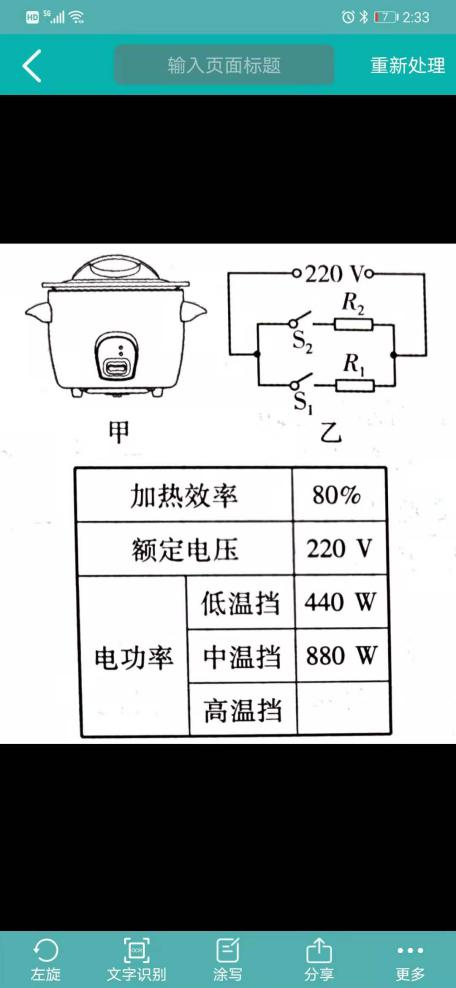 HD 5G 7 2:33
输入页面标题 重新处理
220 V
R₂
S₂
R₁
S₁
甲 乙
加热效率 80%
额定电压 220 V
电功率 低温挡 440 W
中温挡 880 W
高温挡
左旋 文字识别 涂写 分享 更多